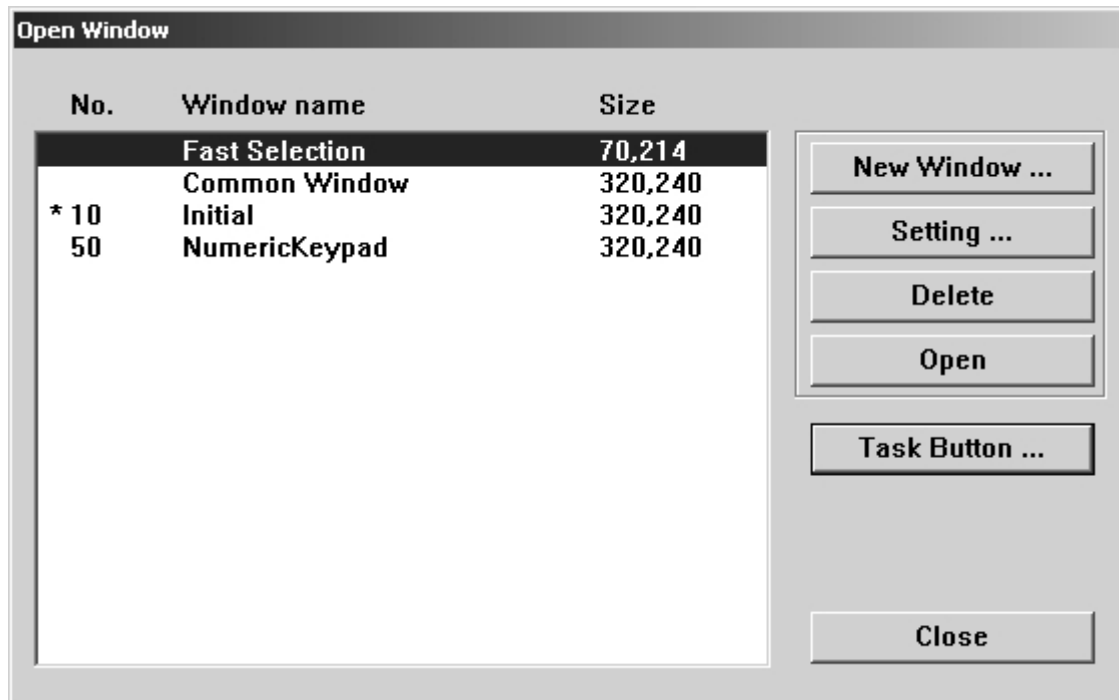 Open Window
No. Window name Size
Fast Selection 70,214
Common Window 320,240
* 10 Initial 320,240
50 NumericKeypad 320,240
New Window ...
Setting ...
Delete
Open
Task Button ...
Close